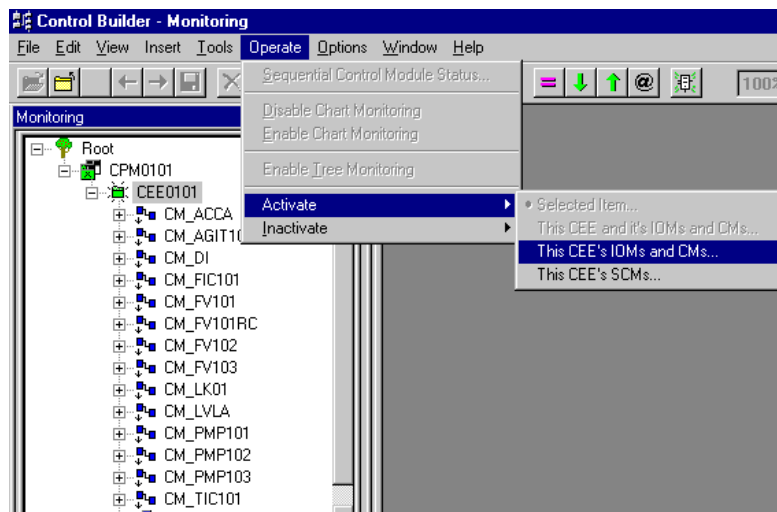 Control Builder - Monitoring
File Edit View Insert Tools Operate Options Window Help
100%
Monitoring
Root
CPM0101
CEE0101
CM_ACCA
CM_AGIT10
CM_DI
CM_FIC101
CM_FV101
CM_FV101RC
CM_FV102
CM_FV103
CM_LK01
CM_LVLA
CM_PMP101
CM_PMP102
CM_PMP103
CM_TIC101
Sequential Control Module Status...
Disable Chart Monitoring
Enable Chart Monitoring
Enable Tree Monitoring
Activate
Inactivate
Selected Item...
This CEE and it's IOMs and CMs...
This CEE's IOMs and CMs...
This CEE's SCMs...